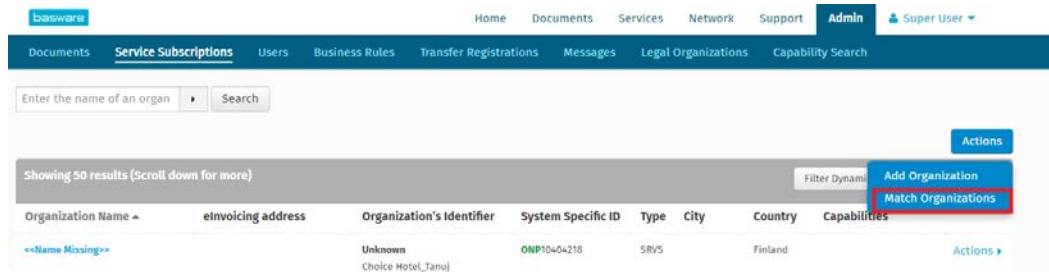 basware Home Documents Services Network Support Admin Super User
Documents Service Subscriptions Users Business Rules Transfer Registrations Messages Legal Organizations Capability Search
Enter the name of an organ Search
Actions
Showing 50 results (Scroll down for more) Filter Dynami Add Organization
Match Organizations
Organization Name eInvoicing address Organization's Identifier System Specific ID Type City Country Capabilities
<<Name Missing>> Unknown ONP10404218 SRVS Finland Actions
Choice Hotel_Tanuj